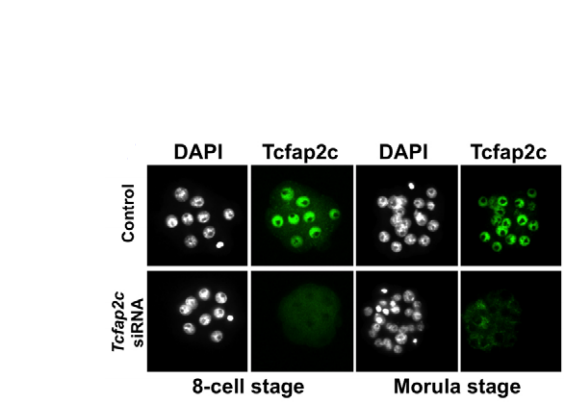 DAPI Tcfap2c DAPI Tcfap2c
Control
Tcfap2c
siRNA
8-cell stage Morula stage